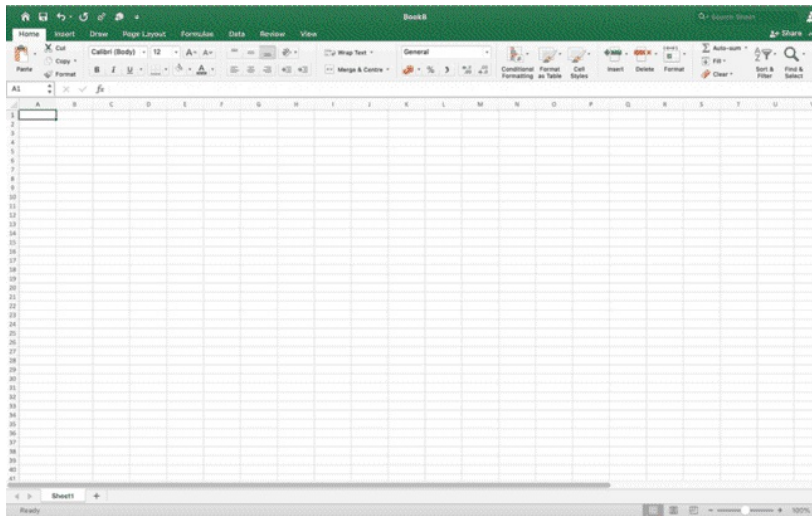 Book8
Search Sheet
Home Insert Draw Page Layout Formulas Data Review View
Share
Paste
Cut
Copy
Format
Calibri (Body) 12 A A
B I U A
Wrap Text
Merge & Centre
General
%
Conditional Formatting
Format as Table
Cell Styles
Insert Delete Format
Auto-sum
Fill
Clear
Sort & Filter
Find & Select
A1 fx
A B C D E F G H I J K L M N O P Q R S T U
1
2
3
4
5
6
7
8
9
10
11
12
13
14
15
16
17
18
19
20
21
22
23
24
25
26
27
28
29
30
31
32
33
34
35
36
37
38
39
40
41
Sheet1 +
Ready 100%